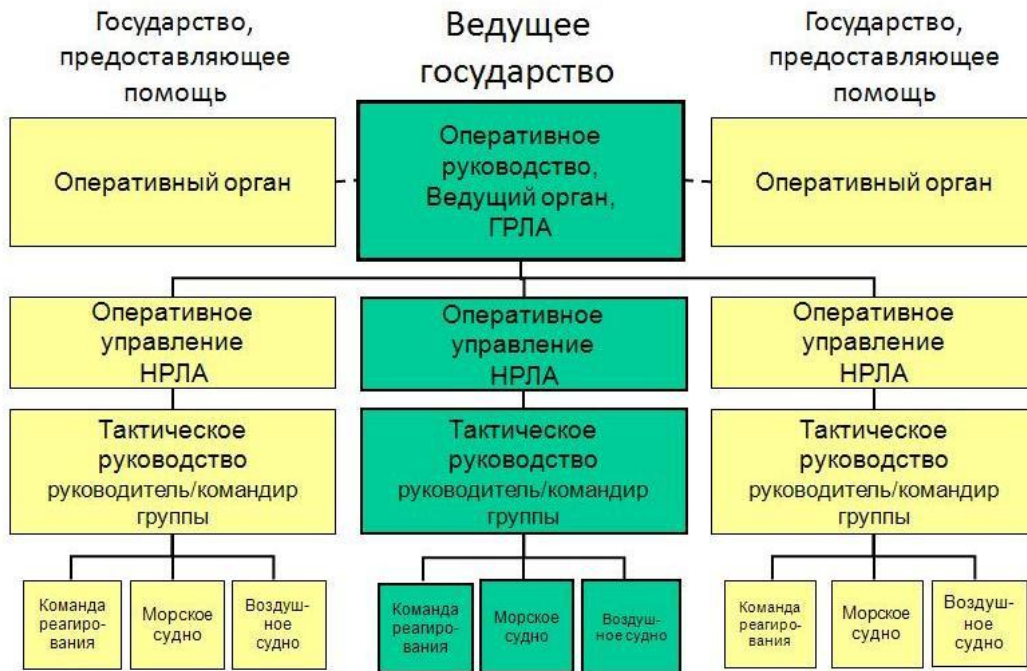 Государство,
предоставляющее
помощь
Ведущее
государство
Государство,
предоставляющее
помощь
Оперативный орган
Оперативное
руководство,
Ведущий орган,
ГРЛА
Оперативный орган
Оперативное
управление
НРЛА
Оперативное
управление
НРЛА
Оперативное
управление
НРЛА
Тактическое
руководство
руководитель/командир
группы
Тактическое
руководство
руководитель/командир
группы
Тактическое
руководство
руководитель/командир
группы
Команда
реагиро-
вания
Морское
судно
Воздуш-
ное
судно
Команда
реагиро-
вания
Морское
судно
Воздуш-
ное судно
Команда
реагиро-
вания
Морское
судно
Воздуш-
ное
судно